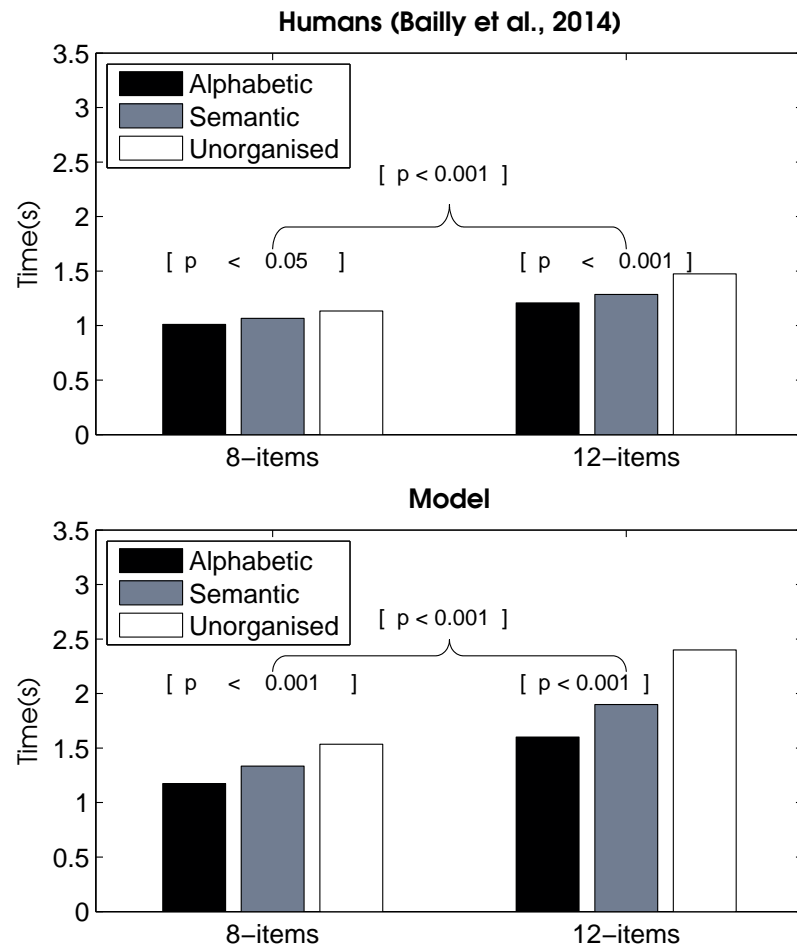 Humans (Bailly et al., 2014)
3.5
3
2.5
2
1.5
1
0.5
0
Time(s)
Alphabetic
Semantic
Unorganised
[ p < 0.001 ]
[ p < 0.05 ]
[ p < 0.001 ]
8−items
12−items
Model
3.5
3
2.5
2
1.5
1
0.5
0
Time(s)
Alphabetic
Semantic
Unorganised
[ p < 0.001 ]
[ p < 0.001 ]
[ p < 0.001 ]
8−items
12−items